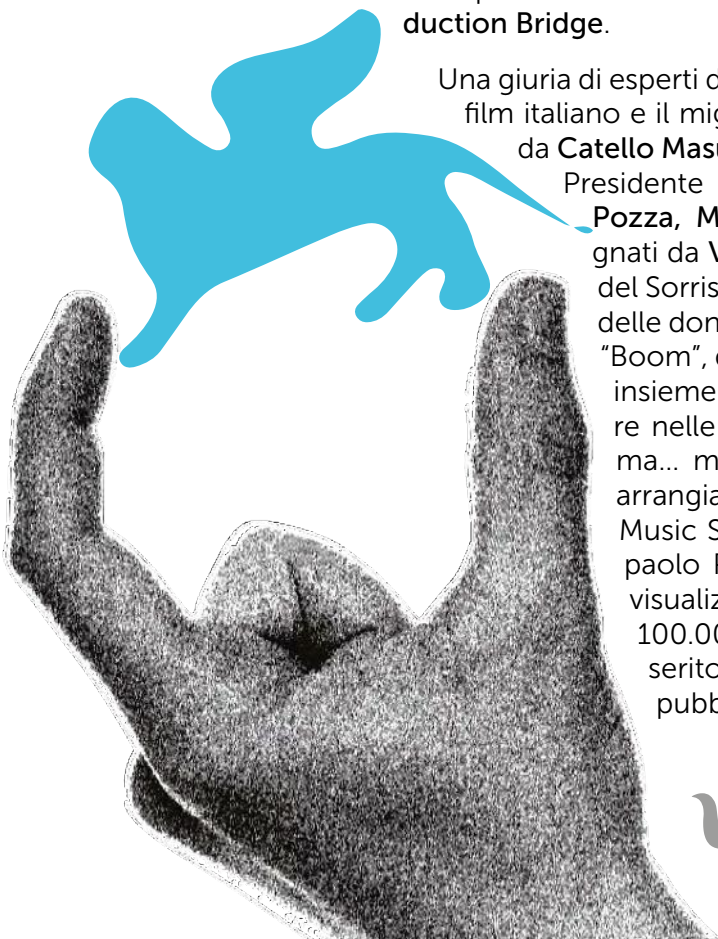 duction Bridge.
Una giuria di esperti d
film italiano e il mig
da Catello Masu
Presidente
Pozza, M
gnati da V
del Sorris
delle don
“Boom”, 
insieme
re nelle
ma... m
arrangia
Music S
paolo
visualiz
100.00
serito
pubb